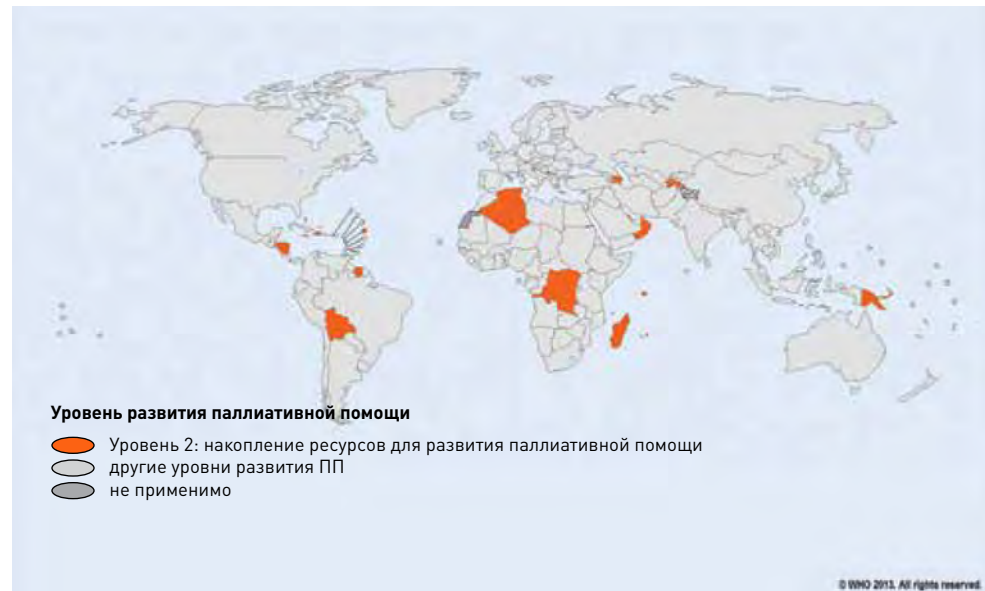 Уровень развития паллиативной помощи
Уровень 2: накопление ресурсов для развития паллиативной помощи
другие уровни развития ПП
не применимо
© WHO 2013. All rights reserved.